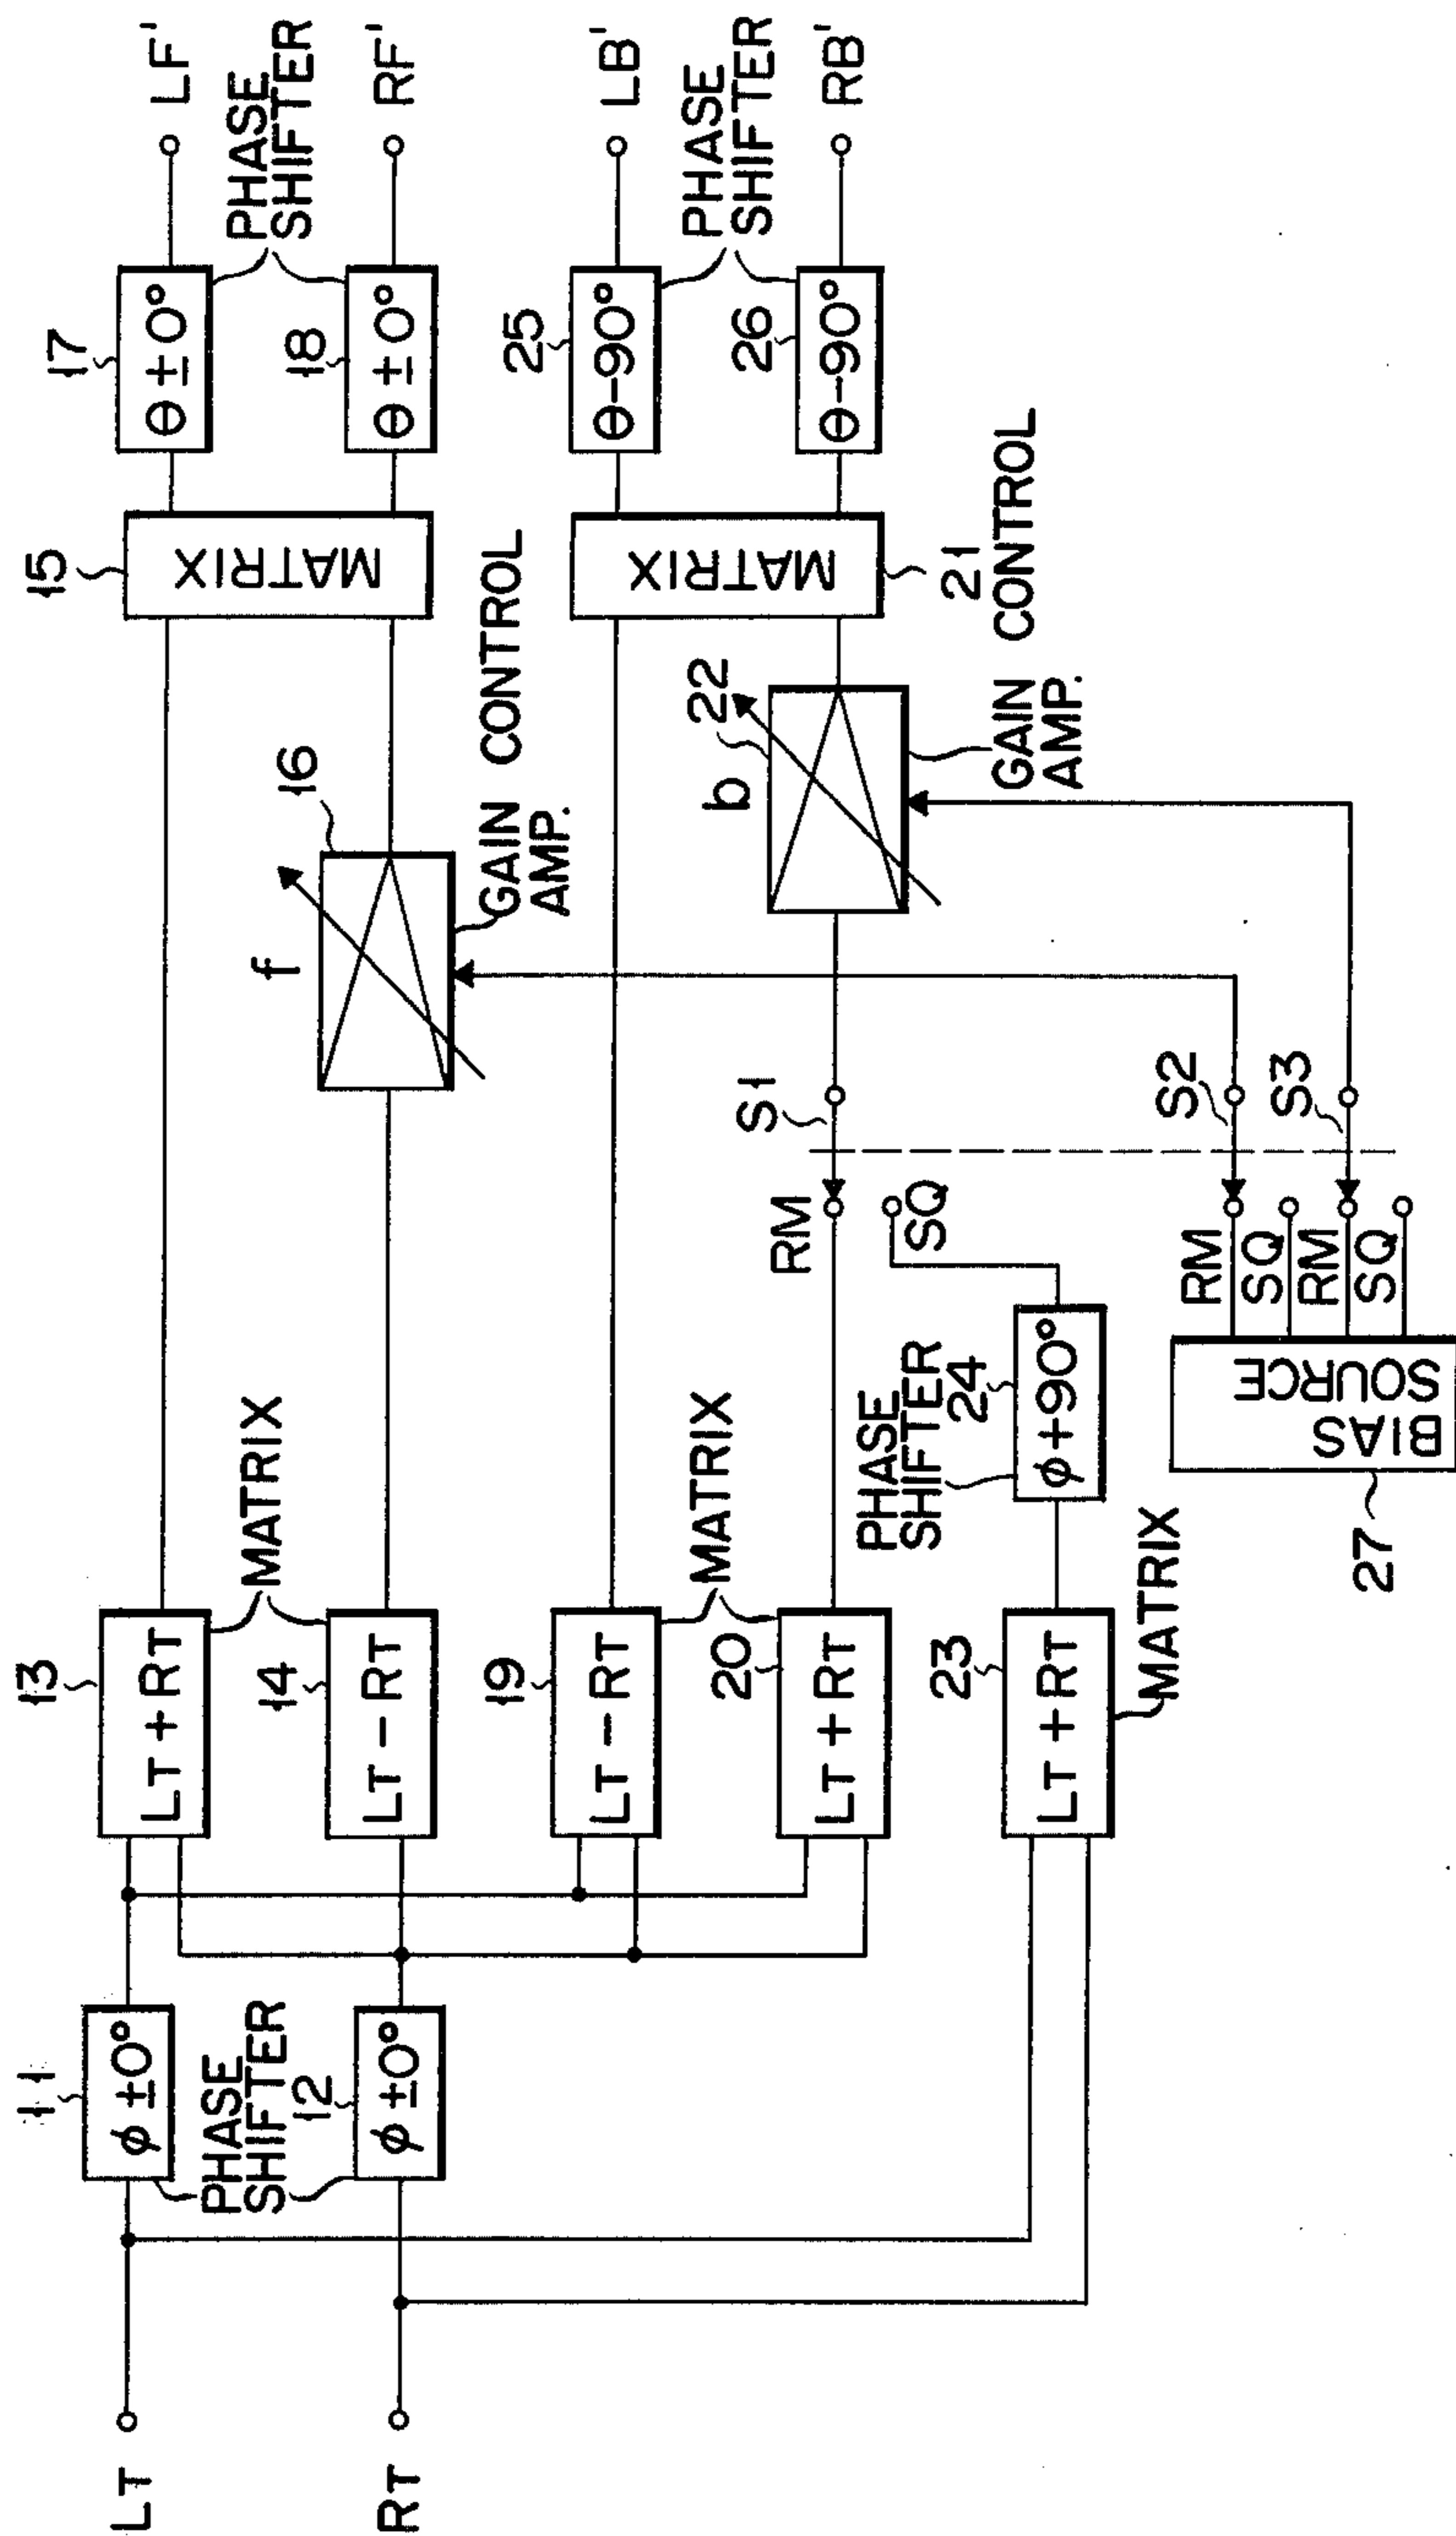 LT
RT
11
φ ±0°
PHASE
SHIFTER
12
φ ±0°
13
LT + RT
14
LT - RT
MATRIX
19
LT - RT
20
LT + RT
MATRIX
23
LT + RT
MATRIX
PHASE
SHIFTER
24
φ+90°
RM
SQ
S1
f
16
GAIN CONTROL
AMP.
b
22
GAIN CONTROL
AMP.
27
BIAS
SOURCE
RM
SQ
RM
SQ
S2
S3
15
MATRIX
21
MATRIX
17
θ ± 0°
18
θ ± 0°
PHASE
SHIFTER
25
θ-90°
26
θ-90°
PHASE
SHIFTER
LF'
RF'
LB'
RB'